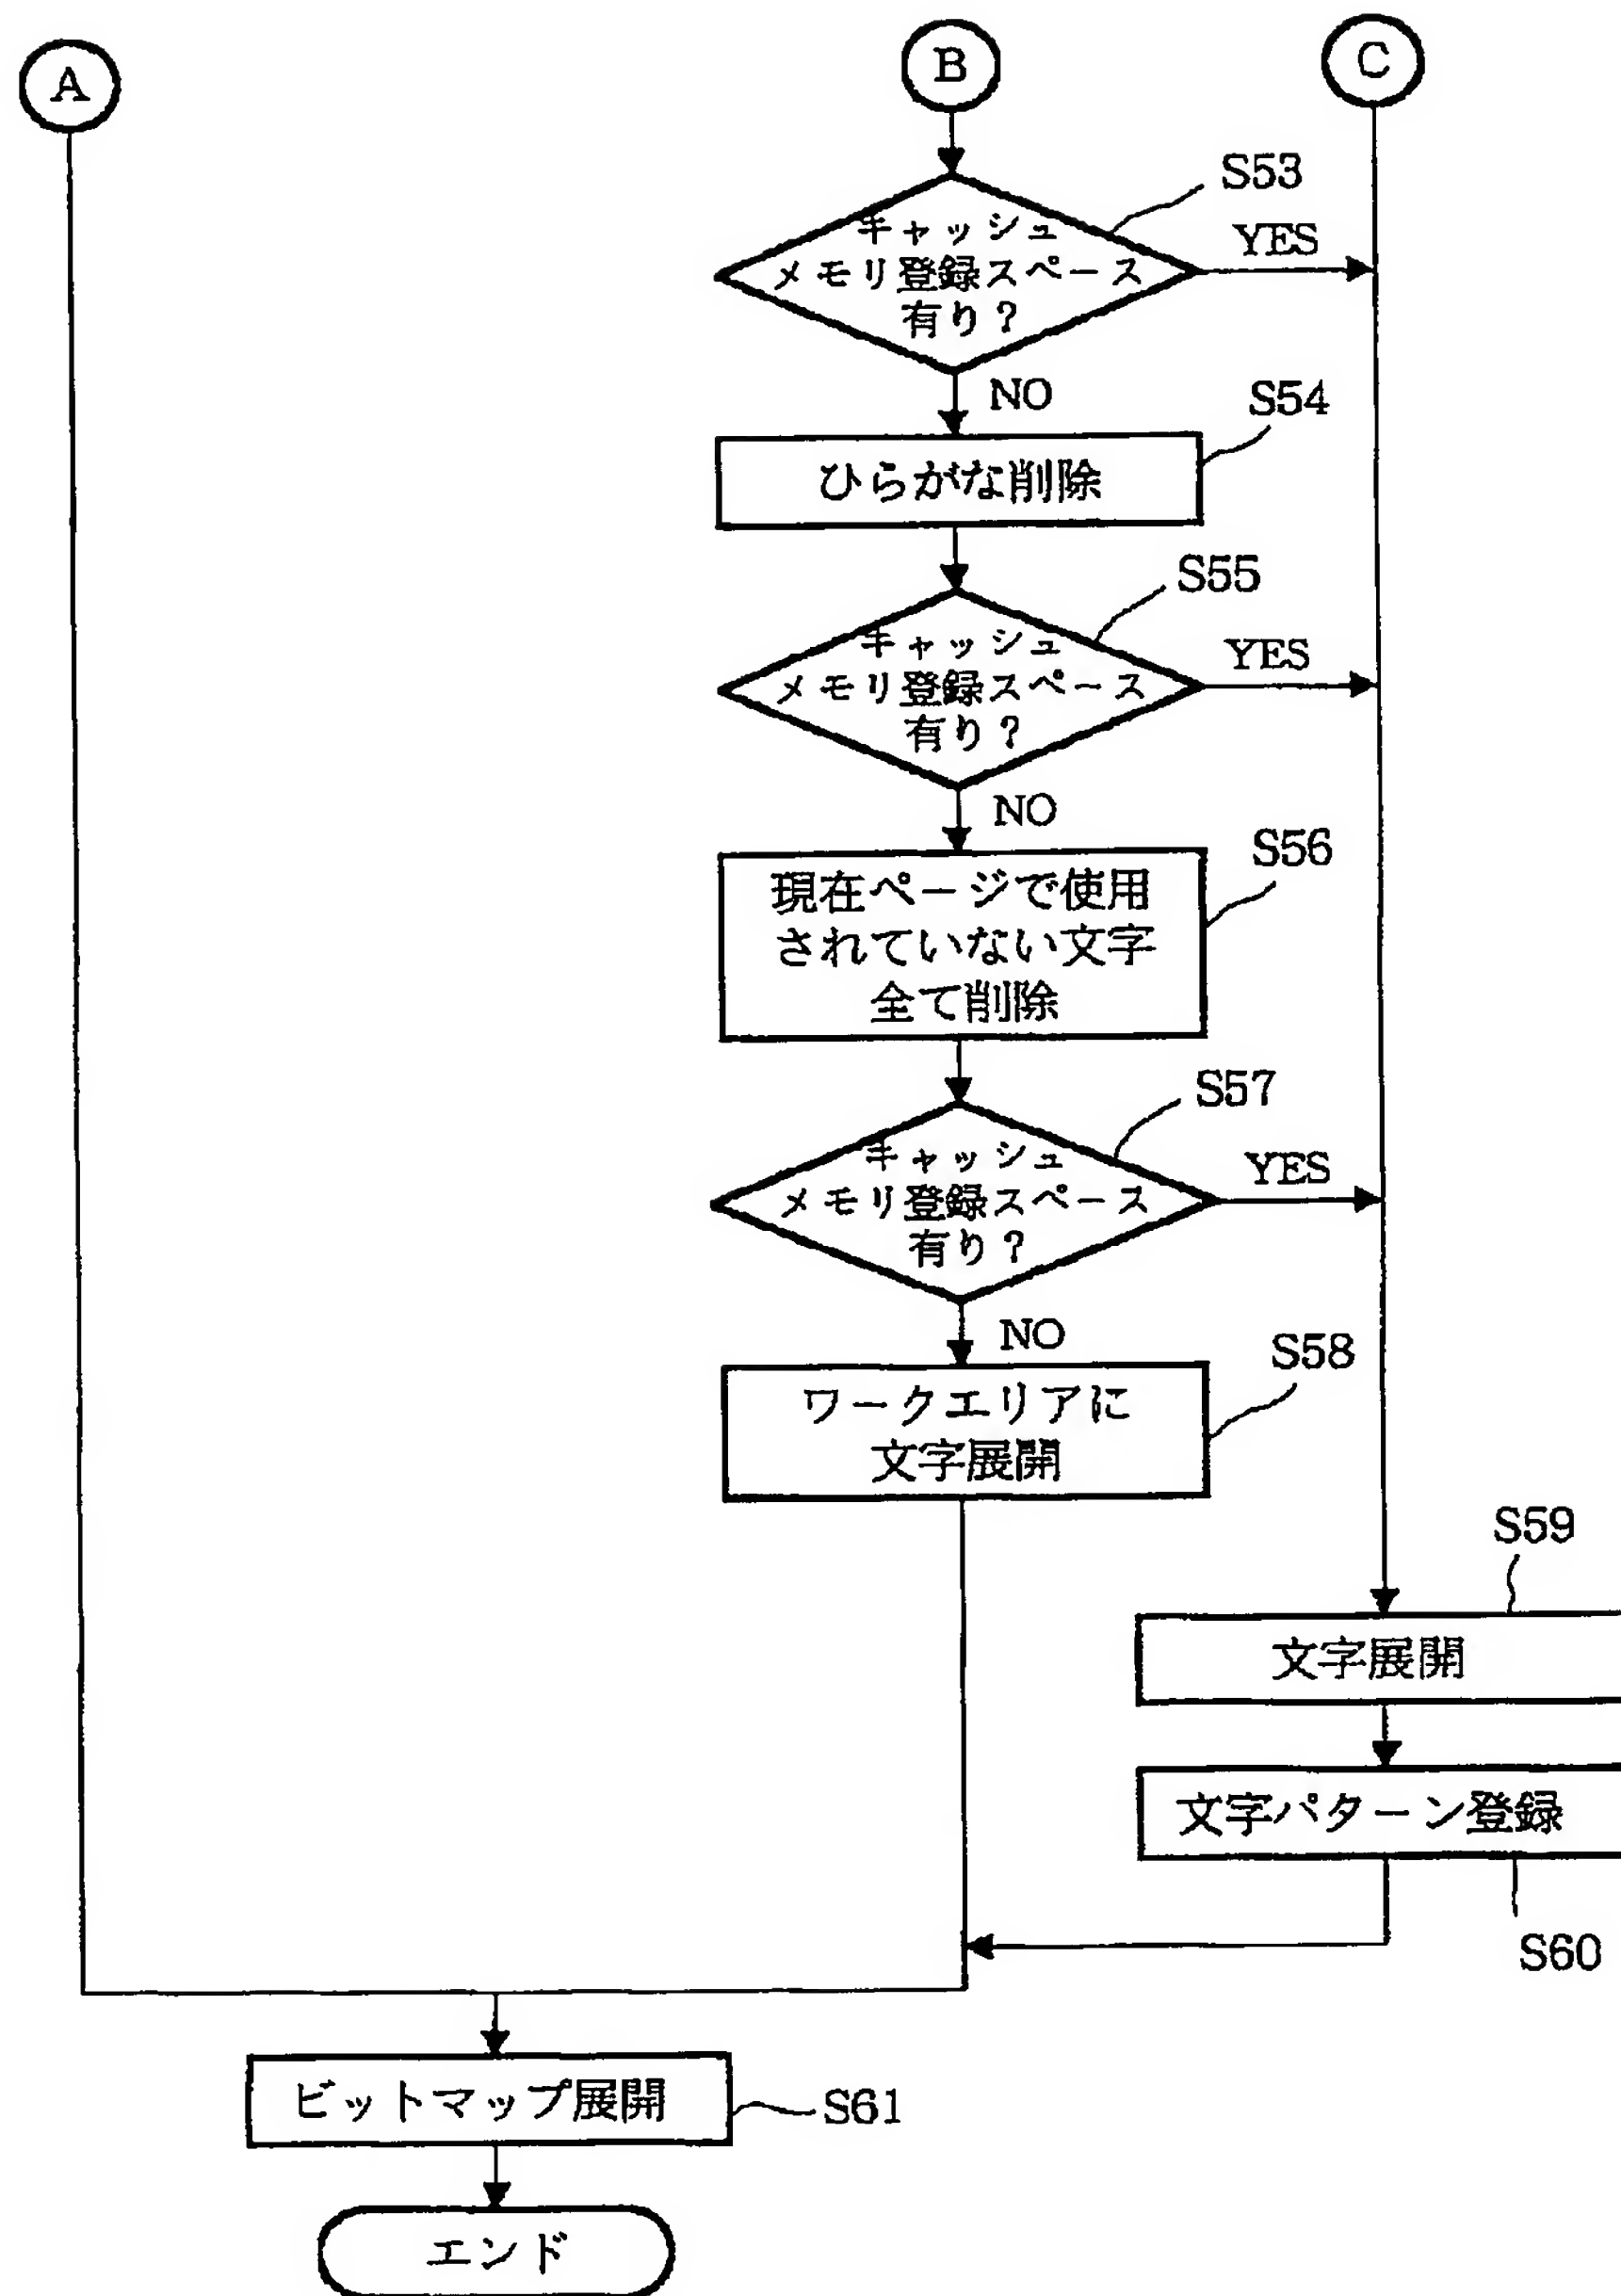 A
B
C
S53
キャッシュ
メモリ登録スペース
有り？
YES
NO
S54
ひらがな削除
S55
キャッシュ
メモリ登録スペース
有り？
YES
NO
S56
現在ページで使用
されていない文字
全て削除
S57
キャッシュ
メモリ登録スペース
有り？
YES
NO
S58
ワークエリアに
文字展開
S59
文字展開
文字パターン登録
S60
ビットマップ展開
S61
エンド